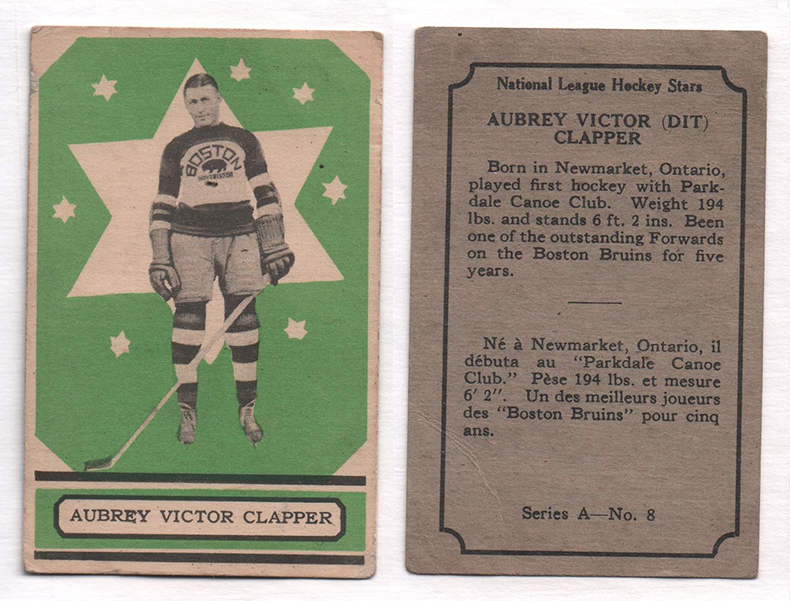 BOSTON
AUBREY VICTOR CLAPPER
National League Hockey Stars
AUBREY VICTOR (DIT)
CLAPPER
Born in Newmarket, Ontario,
played first hockey with Park-
dale Canoe Club. Weight 194
lbs. and stands 6 ft. 2 ins. Been
one of the outstanding Forwards
on the Boston Bruins for five
years.
Né à Newmarket, Ontario, il
débuta au "Parkdale Canoe
Club." Pèse 194 lbs. et mesure
6' 2". Un des meilleurs joueurs
des "Boston Bruins" pour cinq
ans.
Series A—No. 8